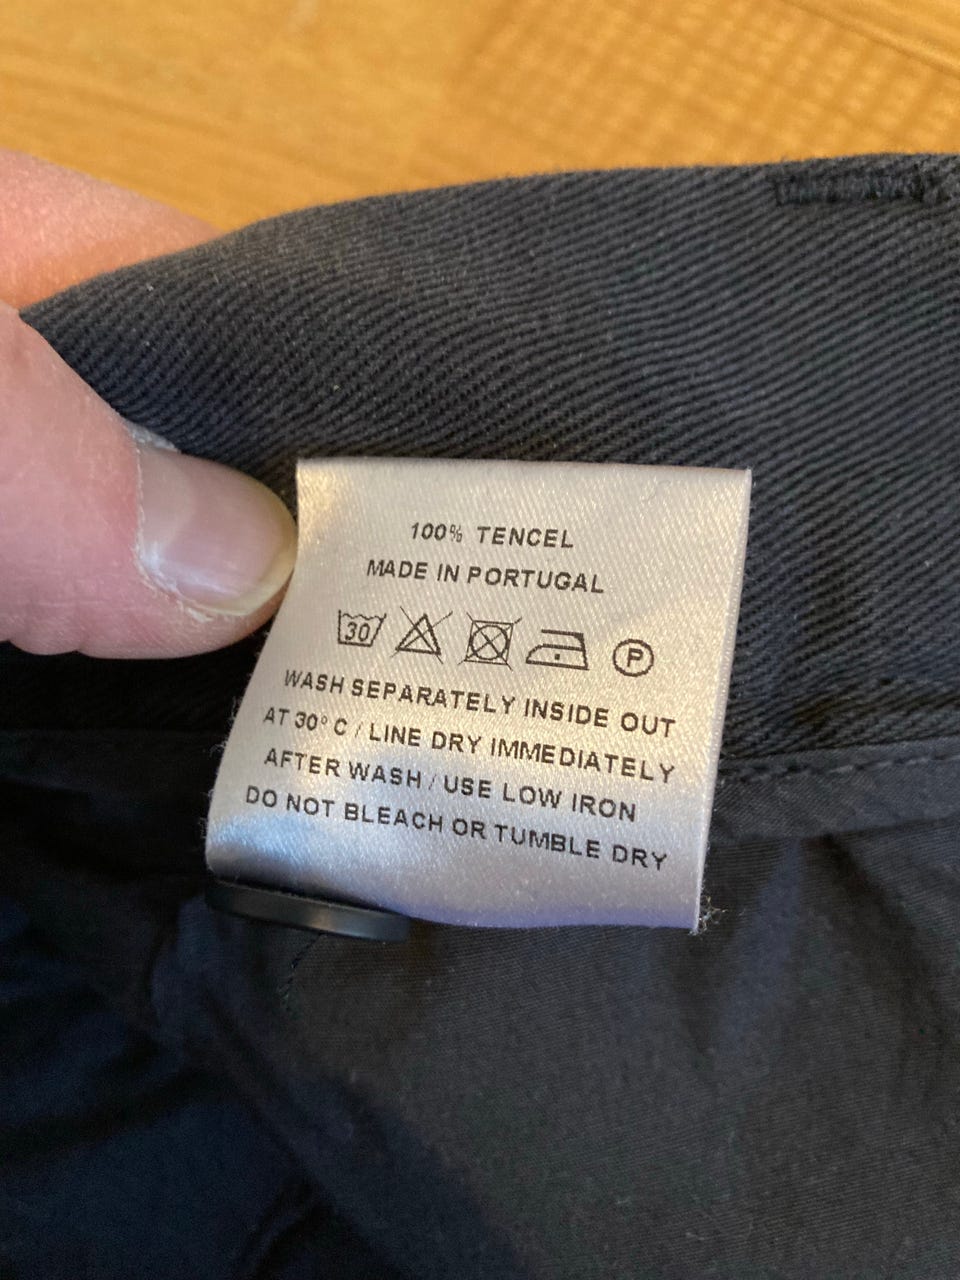 100% TENCEL
MADE IN PORTUGAL
30 P
WASH SEPARATELY INSIDE OUT
AT 30° C / LINE DRY IMMEDIATELY
AFTER WASH / USE LOW IRON
DO NOT BLEACH OR TUMBLE DRY